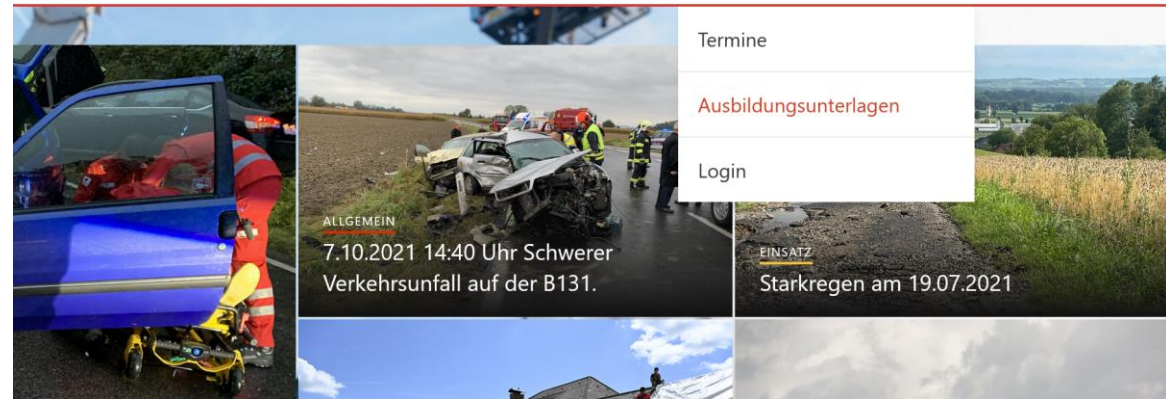 Termine
Ausbildungsunterlagen
Login
ALLGEMEIN
7.10.2021 14:40 Uhr Schwerer
Verkehrsunfall auf der B131.
EINSATZ
Starkregen am 19.07.2021